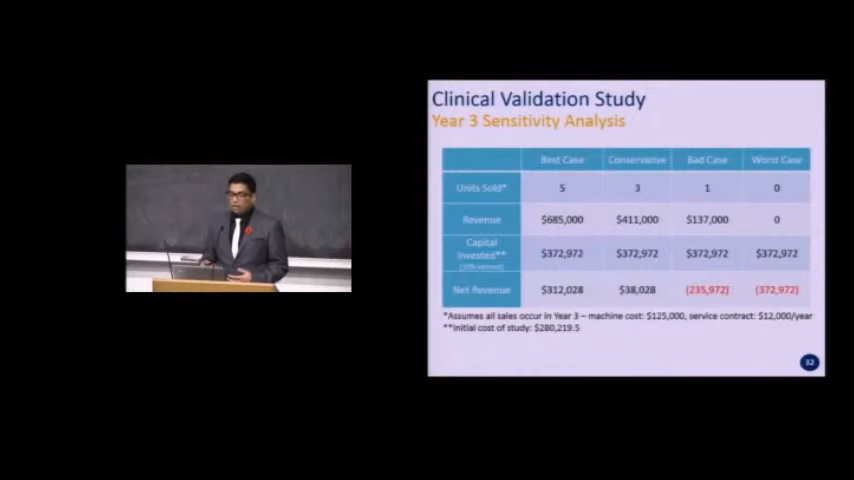 Clinical Validation Study
Year 3 Sensitivity Analysis
Best Case Conservative Bad Case Worst Case
Units Sold* 5 3 1 0
Revenue $685,000 $411,000 $137,000 0
Capital
Invested** $372,972 $372,972 $372,972 $372,972
(10% interest)
Net Revenue $312,028 $38,028 (235,972) (372,972)
*Assumes all sales occur in Year 3 – machine cost: $125,000, service contract: $12,000/year
**Initial cost of study: $280,219.5
32